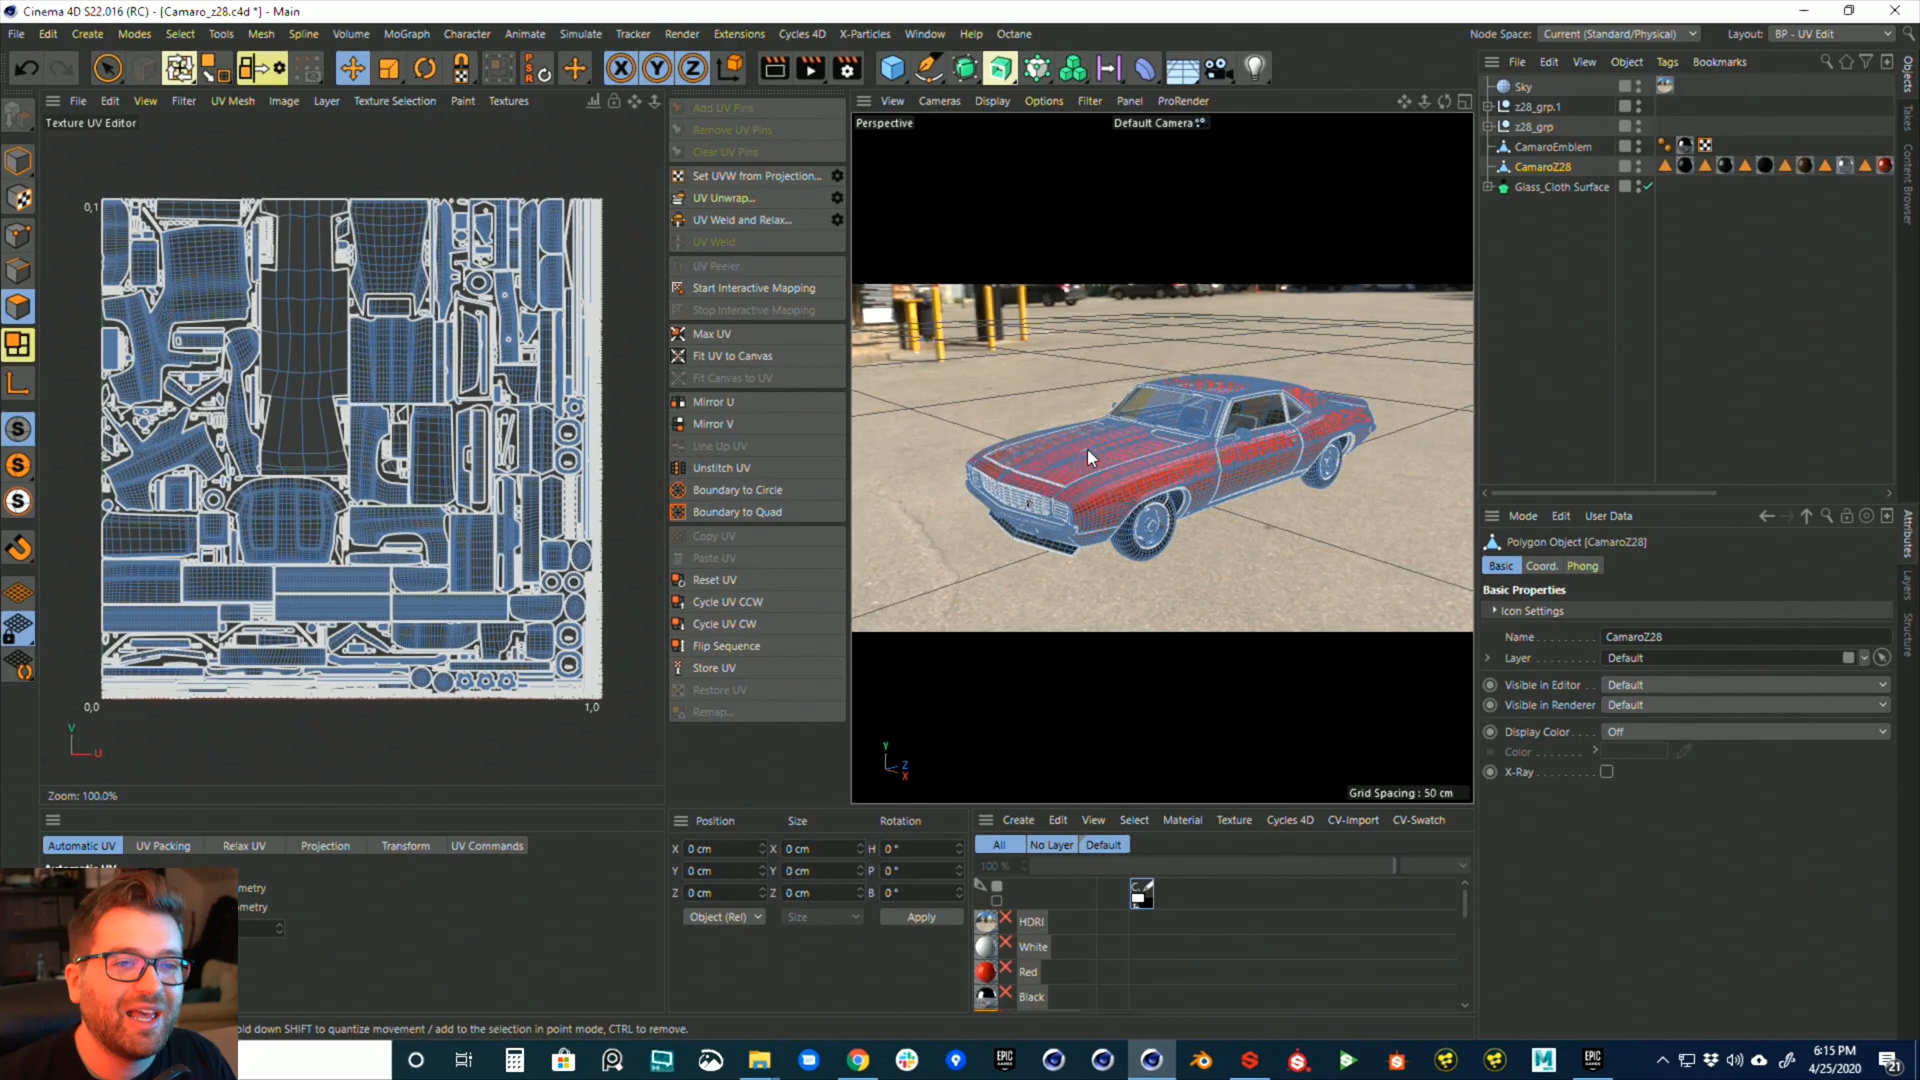 Cinema 4D S22.016 (RC) - [Camaro_z28.c4d *] - Main
File Edit Create Modes Select Tools Mesh Spline Volume MoGraph Character Animate Simulate Tracker Render Extensions Cycles 4D X-Particles Window Help Octane
Node Space: Current (Standard/Physical) Layout: BP - UV Edit
File Edit View Filter UV Mesh Image Layer Texture Selection Paint Textures
Texture UV Editor
0,1
0,0
1,0
V
U
Zoom: 100.0%
Add UV Pins
Remove UV Pins
Clear UV Pins
Set UVW from Projection...
UV Unwrap...
UV Weld and Relax...
UV Weld
UV Peeler
Start Interactive Mapping
Stop Interactive Mapping
Max UV
Fit UV to Canvas
Fit Canvas to UV
Mirror U
Mirror V
Line Up UV
Unstitch UV
Boundary to Circle
Boundary to Quad
Copy UV
Paste UV
Reset UV
Cycle UV CCW
Cycle UV CW
Flip Sequence
Store UV
Restore UV
Remap...
View Cameras Display Options Filter Panel ProRender
Perspective
Default Camera
Y
Z
X
Grid Spacing : 50 cm
File Edit View Object Tags Bookmarks
Sky
z28_grp.1
z28_grp
CamaroEmblem
CamaroZ28
Glass_Cloth Surface
Objects
Takes
Content Browser
Mode Edit User Data
Polygon Object [CamaroZ28]
Basic Coord. Phong
Basic Properties
Icon Settings
Name CamaroZ28
Layer Default
Visible in Editor Default
Visible in Renderer Default
Display Color Off
Color
X-Ray
Attributes
Layers
Structure
Automatic UV UV Packing Relax UV Projection Transform UV Commands
ometry
ometry
Position Size Rotation
X 0 cm X 0 cm H 0 °
Y 0 cm Y 0 cm P 0 °
Z 0 cm Z 0 cm B 0 °
Object (Rel) Size Apply
Create Edit View Select Material Texture Cycles 4D CV-Import CV-Swatch
All No Layer Default
100 %
HDRI
White
Red
Black
old down SHIFT to quantize movement / add to the selection in point mode, CTRL to remove.
6:15 PM
4/25/2020
21